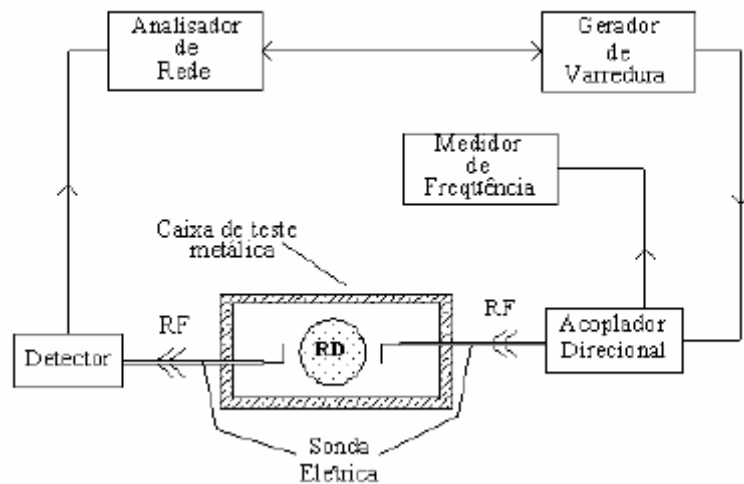 Analisador
de
Rede
Gerador
de
Varredura
Medidor
de
Frequência
Caixa de teste
metálica
RF
RF
Detector
RD
Acoplador
Direcional
Sonda
Eletrica